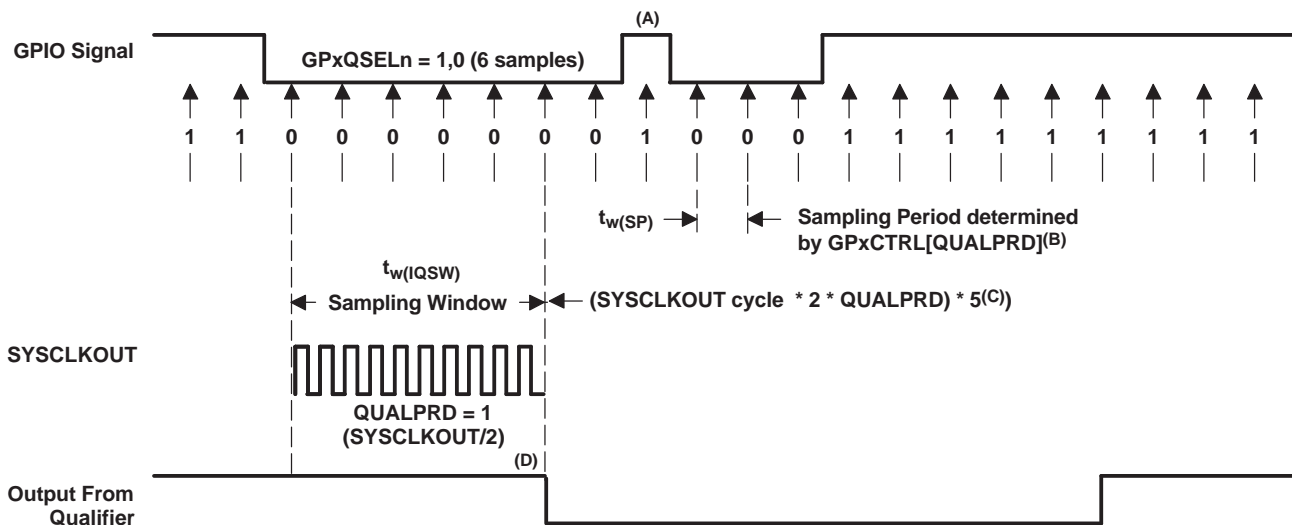 (A)
GPIO Signal
GPxQSELn = 1,0 (6 samples)
1 1 0 0 0 0 0 0 0 1 0 0 0 1 1 1 1 1 1 1 1 1
tw(SP)
Sampling Period determined
by GPxCTRL[QUALPRD](B)
tw(IQSW)
Sampling Window
(SYSCLKOUT cycle * 2 * QUALPRD) * 5(C))
SYSCLKOUT
QUALPRD = 1
(SYSCLKOUT/2)
(D)
Output From
Qualifier